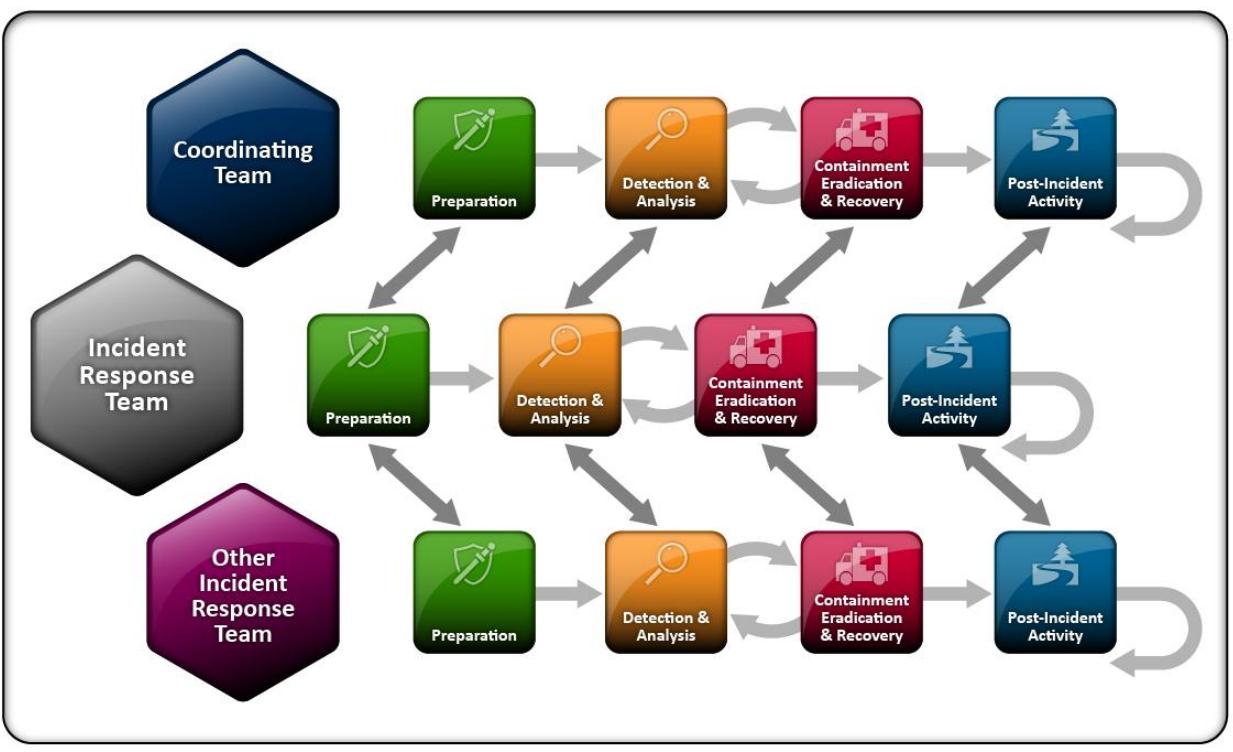 Coordinating
Team
Preparation
Detection &
Analysis
Containment
Eradication
& Recovery
Post-Incident
Activity
Incident
Response
Team
Preparation
Detection &
Analysis
Containment
Eradication
& Recovery
Post-Incident
Activity
Other
Incident
Response
Team
Preparation
Detection &
Analysis
Containment
Eradication
& Recovery
Post-Incident
Activity